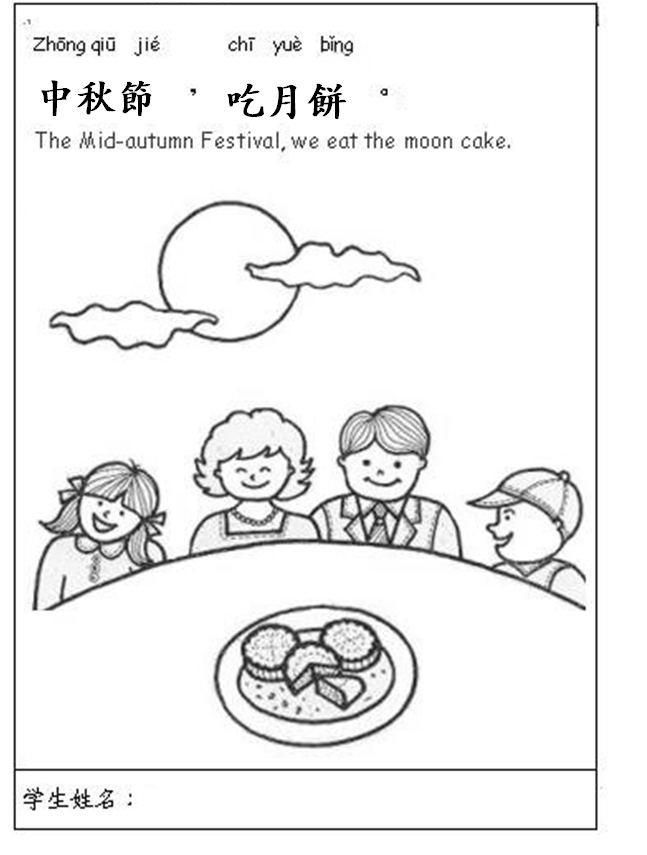 Zhōng qiū jié chī yuè bǐng
中秋節，吃月餅。
The Mid-autumn Festival, we eat the moon cake.
学生姓名：